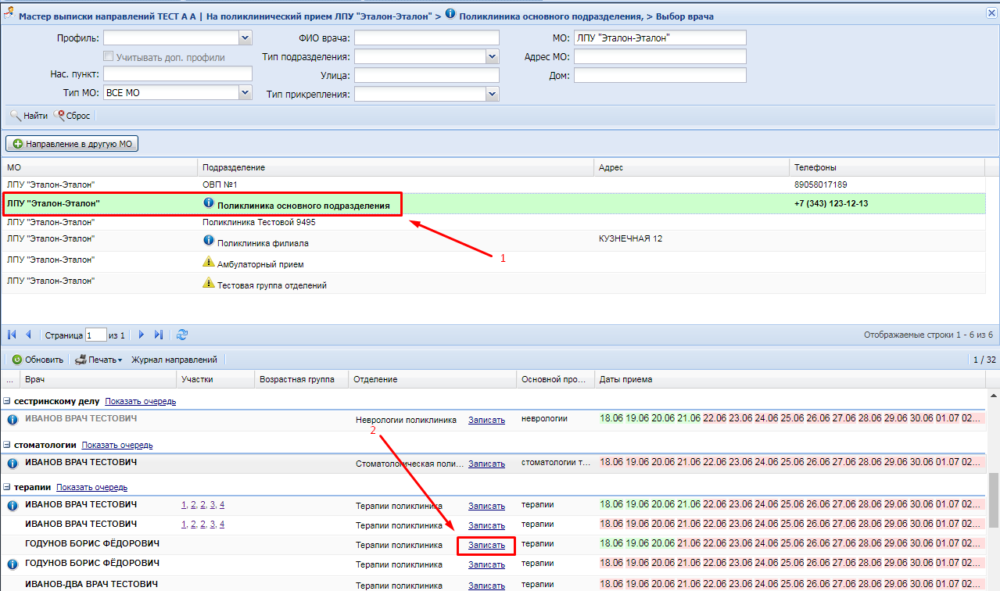 Мастер выписки направлений ТЕСТ А А | На поликлинический прием ЛПУ "Эталон-Эталон" > Поликлиника основного подразделения, > Выбор врача
Профиль: ФИО врача: МО: ЛПУ "Эталон-Эталон"
Учитывать доп. профили Тип подразделения: Адрес МО:
Нас. пункт: Улица: Дом:
Тип МО: ВСЕ МО Тип прикрепления:
Найти Сброс
Направление в другую МО
МО Подразделение Адрес Телефоны
ЛПУ "Эталон-Эталон" ОВП №1 89058017189
ЛПУ "Эталон-Эталон" Поликлиника основного подразделения +7 (343) 123-12-13
ЛПУ "Эталон-Эталон" Поликлиника Тестовой 9495
ЛПУ "Эталон-Эталон" Поликлиника филиала КУЗНЕЧНАЯ 12
1
ЛПУ "Эталон-Эталон" Амбулаторный прием
ЛПУ "Эталон-Эталон" Тестовая группа отделений
Страница 1 из 1 Отображаемые строки 1 - 6 из 6
Обновить Печать Журнал направлений 1 / 32
... Врач Участки Возрастная группа Отделение Основной про... Даты приема
сестринскому делу Показать очередь
ИВАНОВ ВРАЧ ТЕСТОВИЧ Неврологии поликлиника Записать неврологии 18.06 19.06 20.06 21.06 22.06 23.06 24.06 25.06 26.06 27.06 28.06 29.06 30.06 01.07 02...
2
стоматологии Показать очередь
ИВАНОВ ВРАЧ ТЕСТОВИЧ Стоматологическая поли... Записать стоматологии т... 18.06 19.06 20.06 21.06 22.06 23.06 24.06 25.06 26.06 27.06 28.06 29.06 30.06 01.07 02...
терапии Показать очередь
ИВАНОВ ВРАЧ ТЕСТОВИЧ 1, 2, 2, 3, 4 Терапии поликлиника Записать терапии 18.06 19.06 20.06 21.06 22.06 23.06 24.06 25.06 26.06 27.06 28.06 29.06 30.06 01.07 02...
ИВАНОВ ВРАЧ ТЕСТОВИЧ 1, 2, 2, 3, 4 Терапии поликлиника Записать терапии 18.06 19.06 20.06 21.06 22.06 23.06 24.06 25.06 26.06 27.06 28.06 29.06 30.06 01.07 02...
ГОДУНОВ БОРИС ФЁДОРОВИЧ Терапии поликлиника Записать терапии 18.06 19.06 20.06 21.06 22.06 23.06 24.06 25.06 26.06 27.06 28.06 29.06 30.06 01.07 02...
ГОДУНОВ БОРИС ФЁДОРОВИЧ Терапии поликлиника Записать терапии 18.06 19.06 20.06 21.06 22.06 23.06 24.06 25.06 26.06 27.06 28.06 29.06 30.06 01.07 02...
ИВАНОВ-ДВА ВРАЧ ТЕСТОВИЧ Терапии поликлиника Записать терапии 18.06 19.06 20.06 21.06 22.06 23.06 24.06 25.06 26.06 27.06 28.06 29.06 30.06 01.07 02...